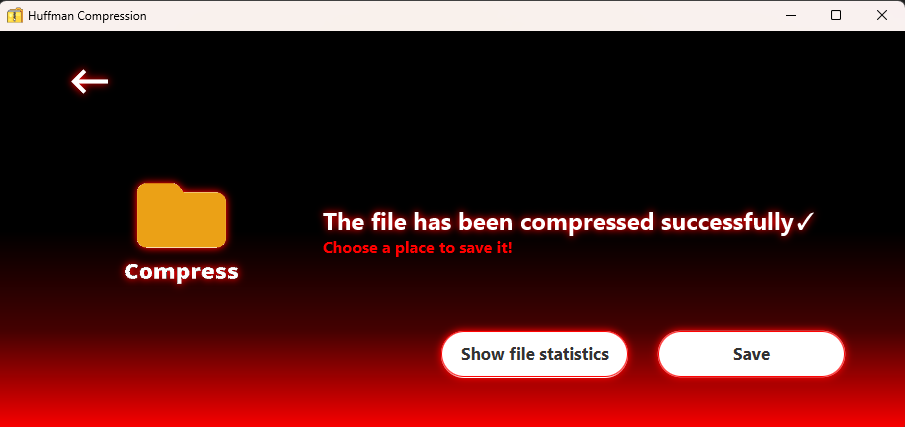 Huffman Compression
The file has been compressed successfully✓
Choose a place to save it!
Compress
Show file statistics
Save